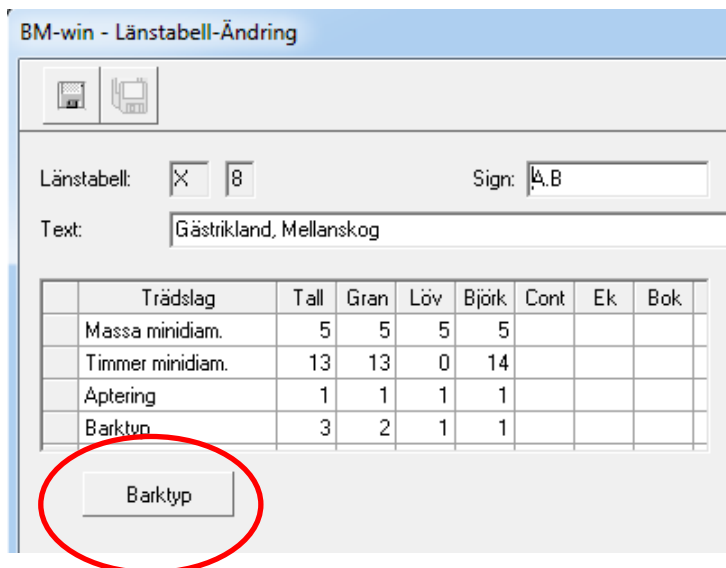 BM-win - Länstabell-Ändring
Länstabell: X 8 Sign: A.B
Text: Gästrikland, Mellanskog
Trädslag Tall Gran Löv Björk Cont Ek Bok
Massa minidiam. 5 5 5 5
Timmer minidiam. 13 13 0 14
Aptering 1 1 1 1
Barktyp 3 2 1 1
Barktyp